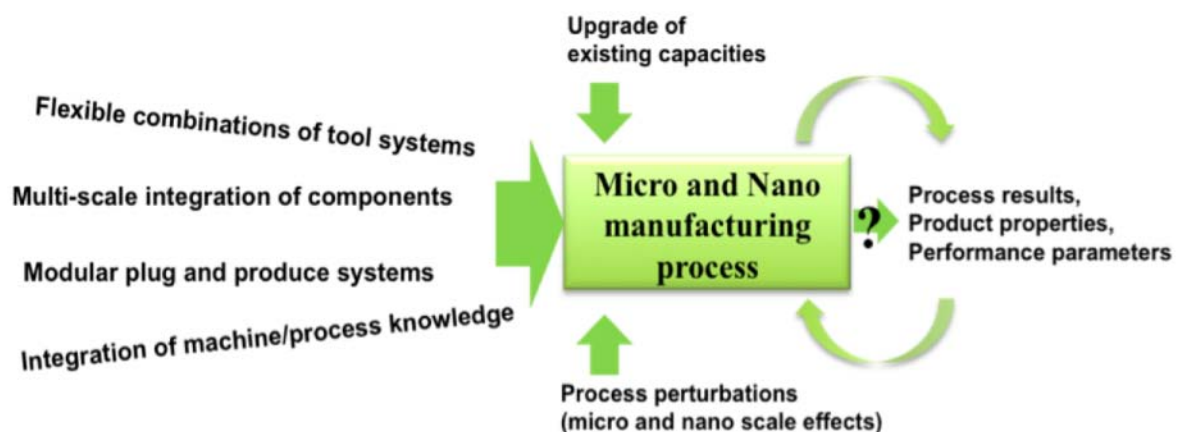 Upgrade of
existing capacities
Flexible combinations of tool systems
Multi-scale integration of components
Modular plug and produce systems
Integration of machine/process knowledge
Micro and Nano
manufacturing
process
?
Process results,
Product properties,
Performance parameters
Process perturbations
(micro and nano scale effects)